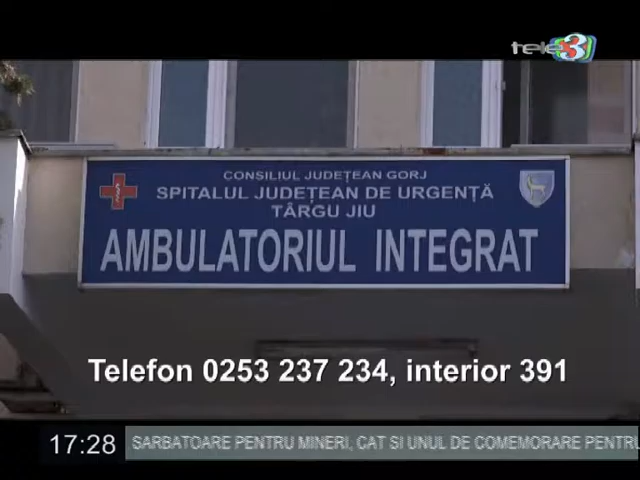 tele3
CONSILIUL JUDEȚEAN GORJ
SPITALUL JUDEȚEAN DE URGENȚĂ
TÂRGU JIU
AMBULATORIUL INTEGRAT
Telefon 0253 237 234, interior 391
17:28
SARBATOARE PENTRU MINERI, CAT SI UNUL DE COMEMORARE PENTRU